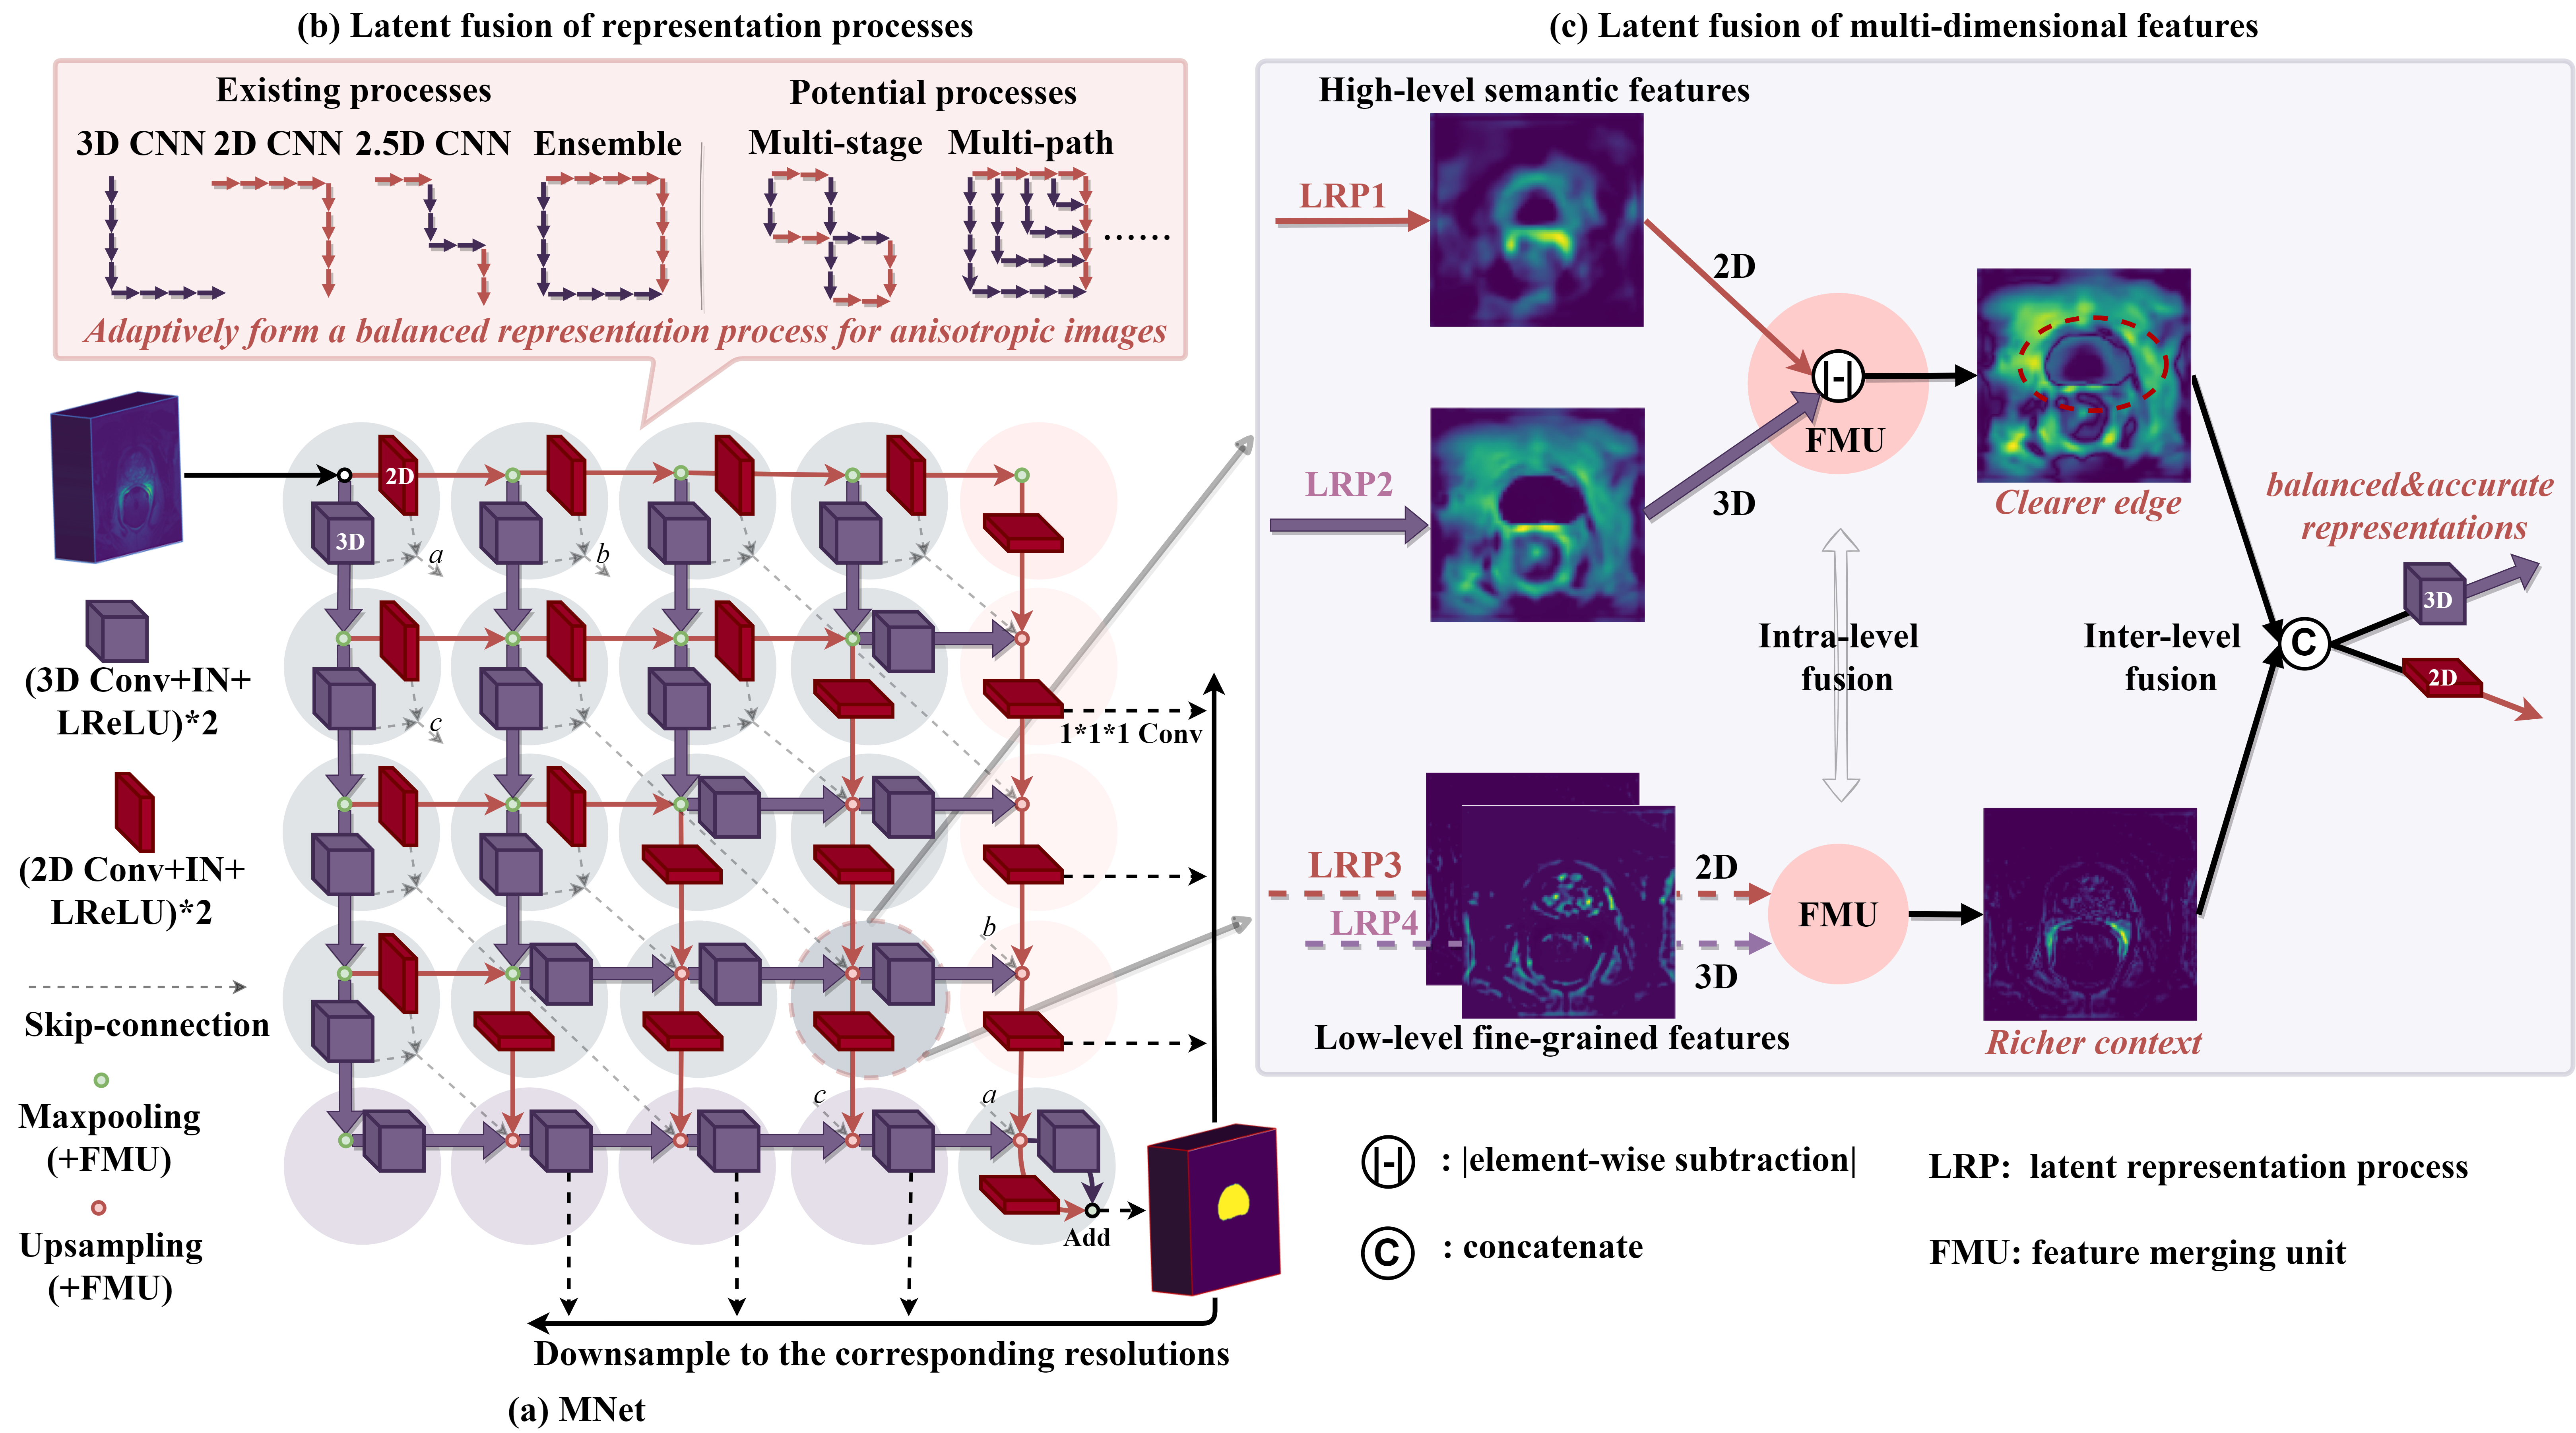 (b) Latent fusion of representation processes
Existing processes
Potential processes
3D CNN 2D CNN 2.5D CNN Ensemble
Multi-stage Multi-path
......
Adaptively form a balanced representation process for anisotropic images
2D
3D
a
b
c
(3D Conv+IN+
LReLU)*2
(2D Conv+IN+
LReLU)*2
Skip-connection
Maxpooling
(+FMU)
Upsampling
(+FMU)
1*1*1 Conv
b
c
a
Add
Downsample to the corresponding resolutions
(a) MNet
(c) Latent fusion of multi-dimensional features
High-level semantic features
LRP1
2D
LRP2
3D
|-|
FMU
Clearer edge
balanced&accurate
representations
3D
2D
Intra-level
fusion
Inter-level
fusion
C
LRP3
LRP4
2D
3D
FMU
Low-level fine-grained features
Richer context
|-| : |element-wise subtraction|
LRP: latent representation process
C : concatenate
FMU: feature merging unit